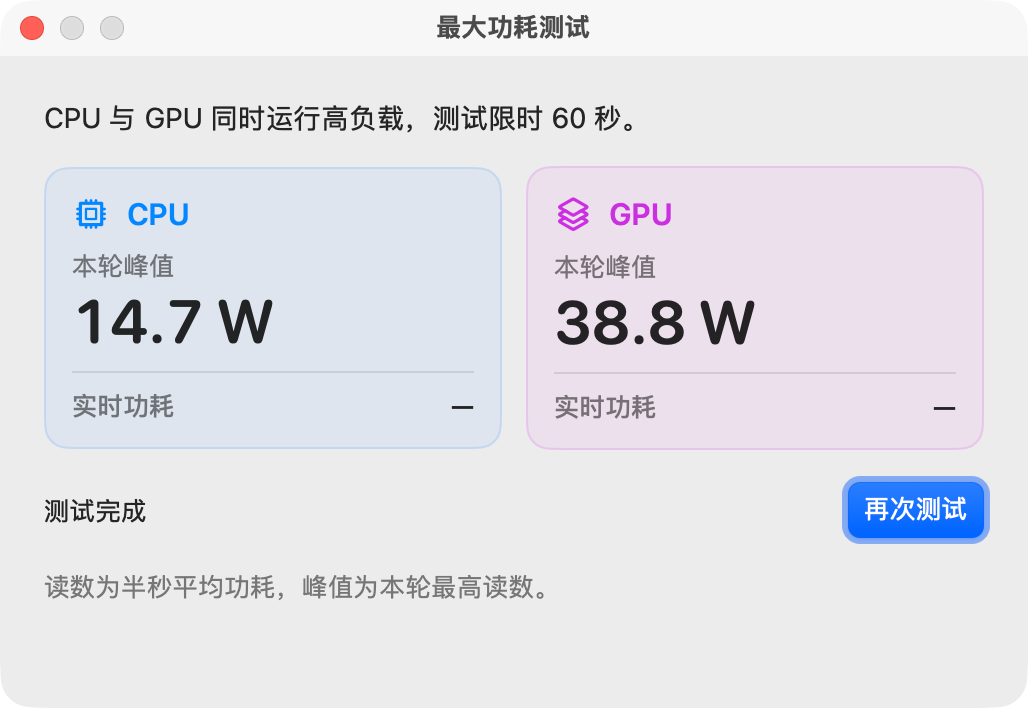 最大功耗测试
CPU 与 GPU 同时运行高负载，测试限时 60 秒。
CPU
本轮峰值
14.7 W
实时功耗
—
GPU
本轮峰值
38.8 W
实时功耗
—
测试完成
再次测试
读数为半秒平均功耗，峰值为本轮最高读数。